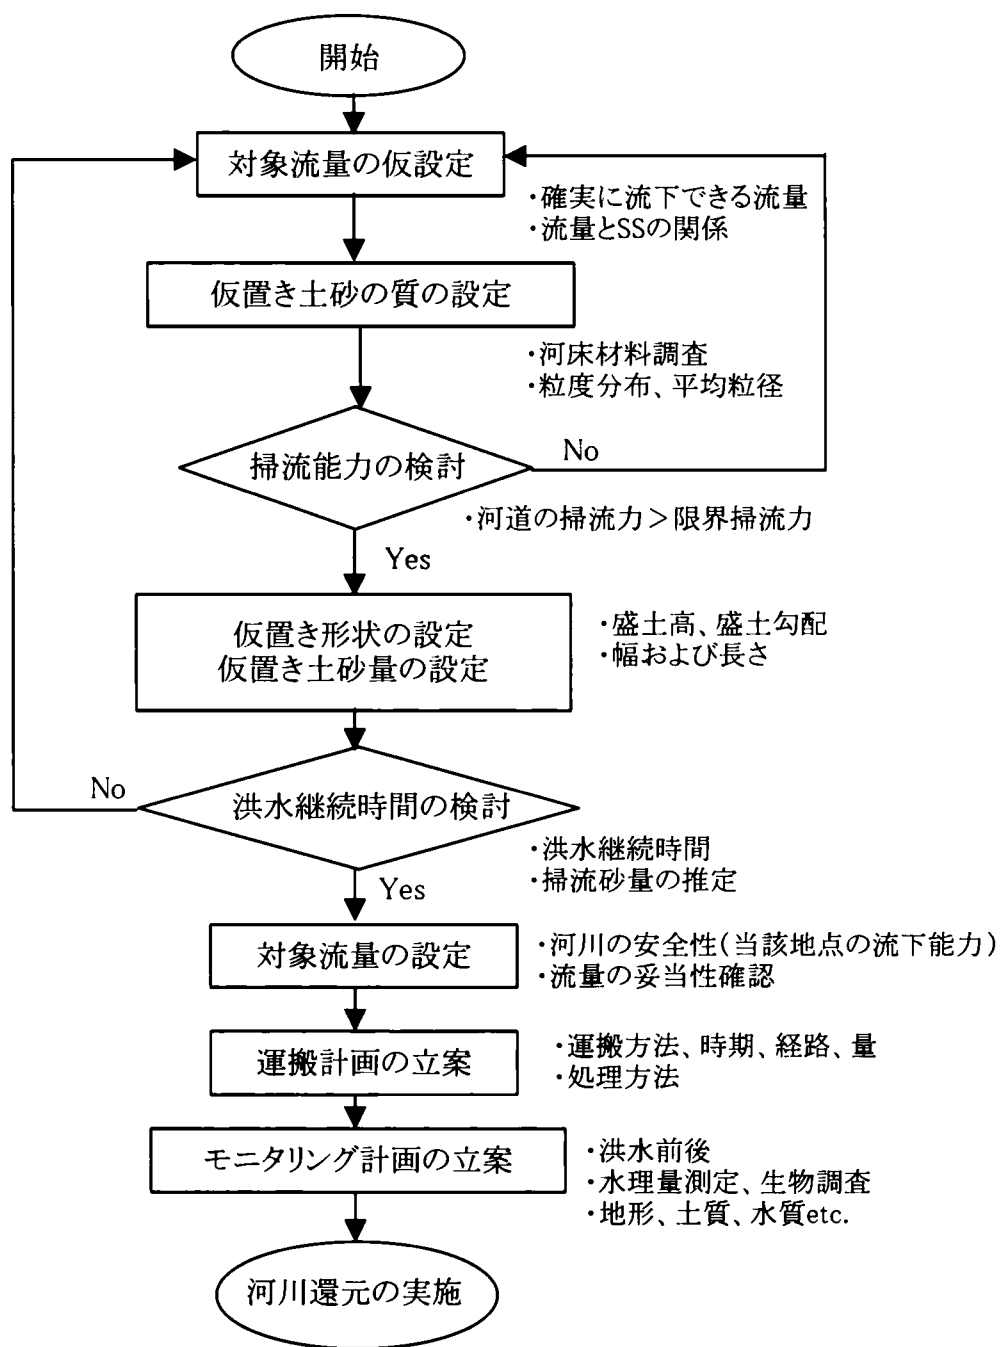 開始
対象流量の仮設定
・確実に流下できる流量
・流量とSSの関係
仮置き土砂の質の設定
・河床材料調査
・粒度分布、平均粒径
掃流能力の検討
No
・河道の掃流力＞限界掃流力
Yes
仮置き形状の設定
仮置き土砂量の設定
・盛土高、盛土勾配
・幅および長さ
No
洪水継続時間の検討
・洪水継続時間
・掃流砂量の推定
Yes
対象流量の設定
・河川の安全性（当該地点の流下能力）
・流量の妥当性確認
運搬計画の立案
・運搬方法、時期、経路、量
・処理方法
モニタリング計画の立案
・洪水前後
・水理量測定、生物調査
・地形、土質、水質etc.
河川還元の実施